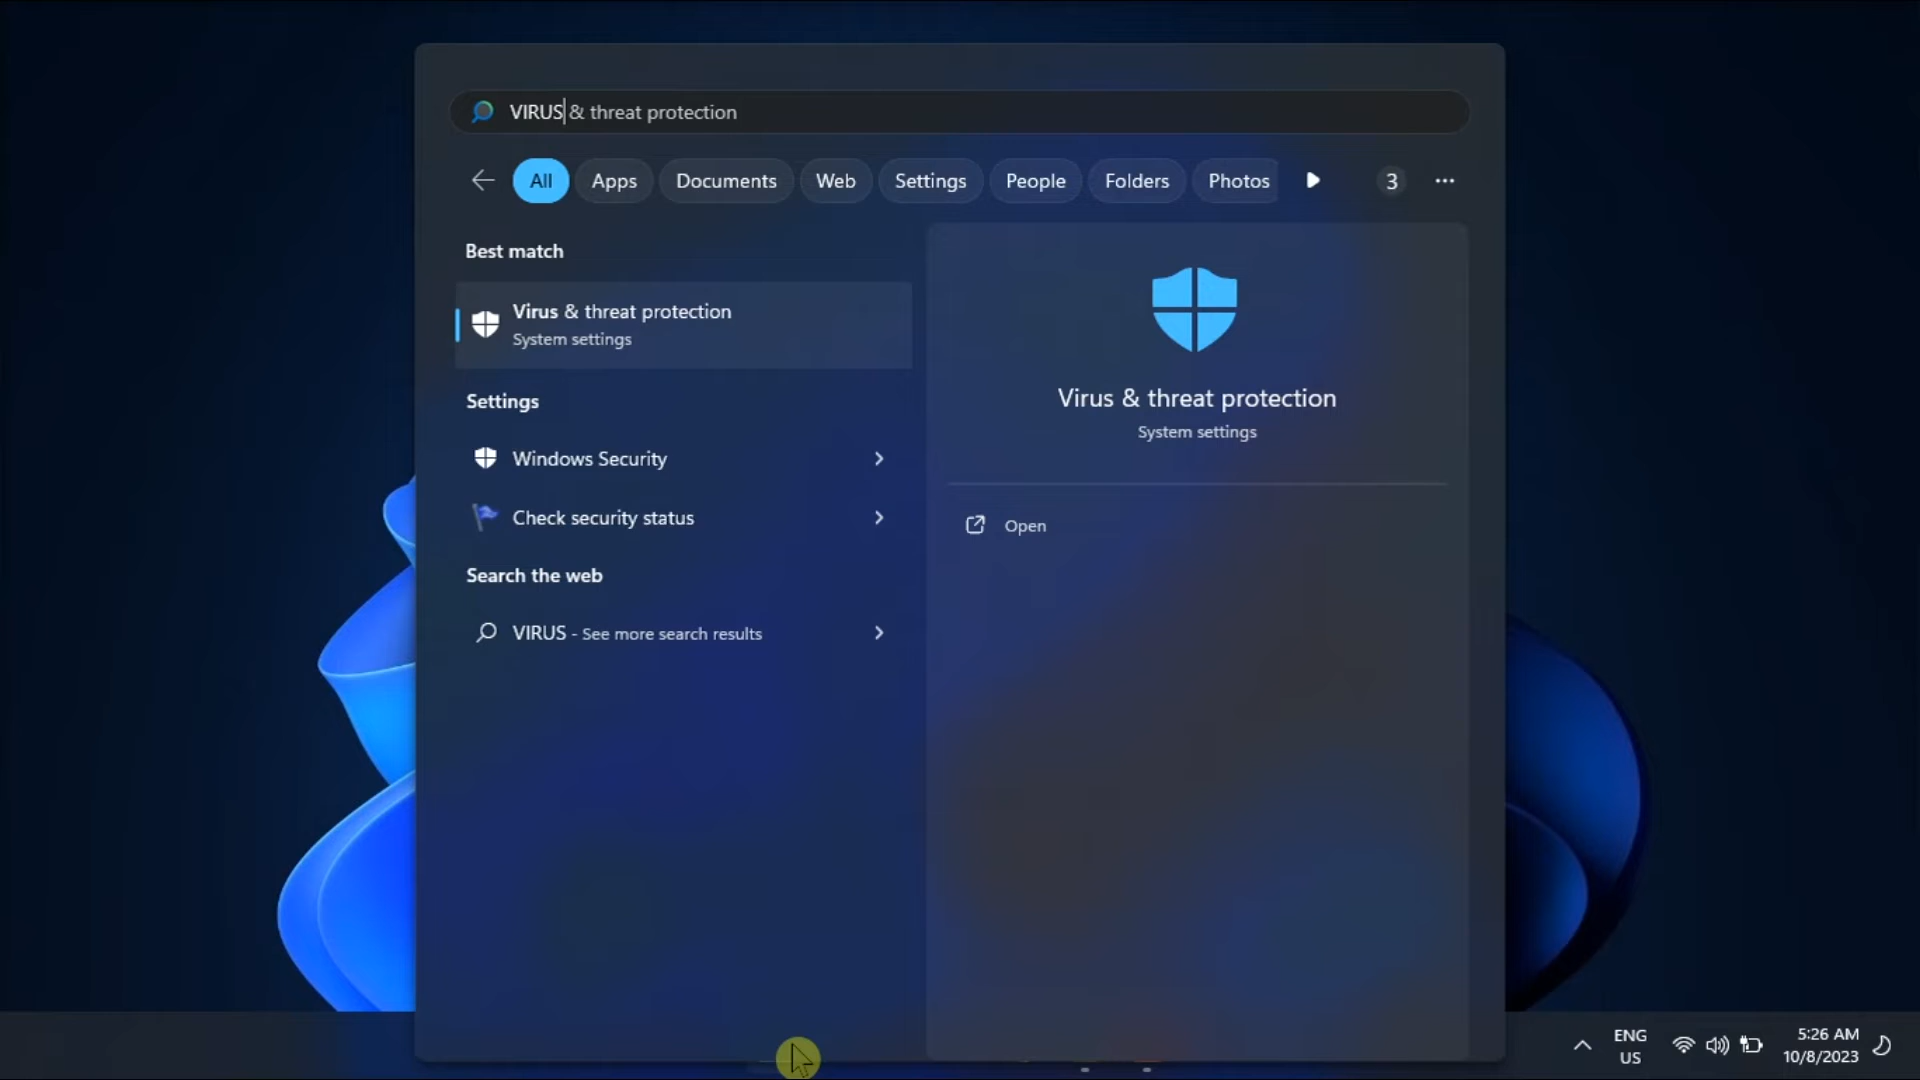 VIRUS & threat protection
All Apps Documents Web Settings People Folders Photos 3
Best match
Virus & threat protection
System settings
Settings
Windows Security
Check security status
Search the web
VIRUS - See more search results
Virus & threat protection
System settings
Open
ENG
US
5:26 AM
10/8/2023